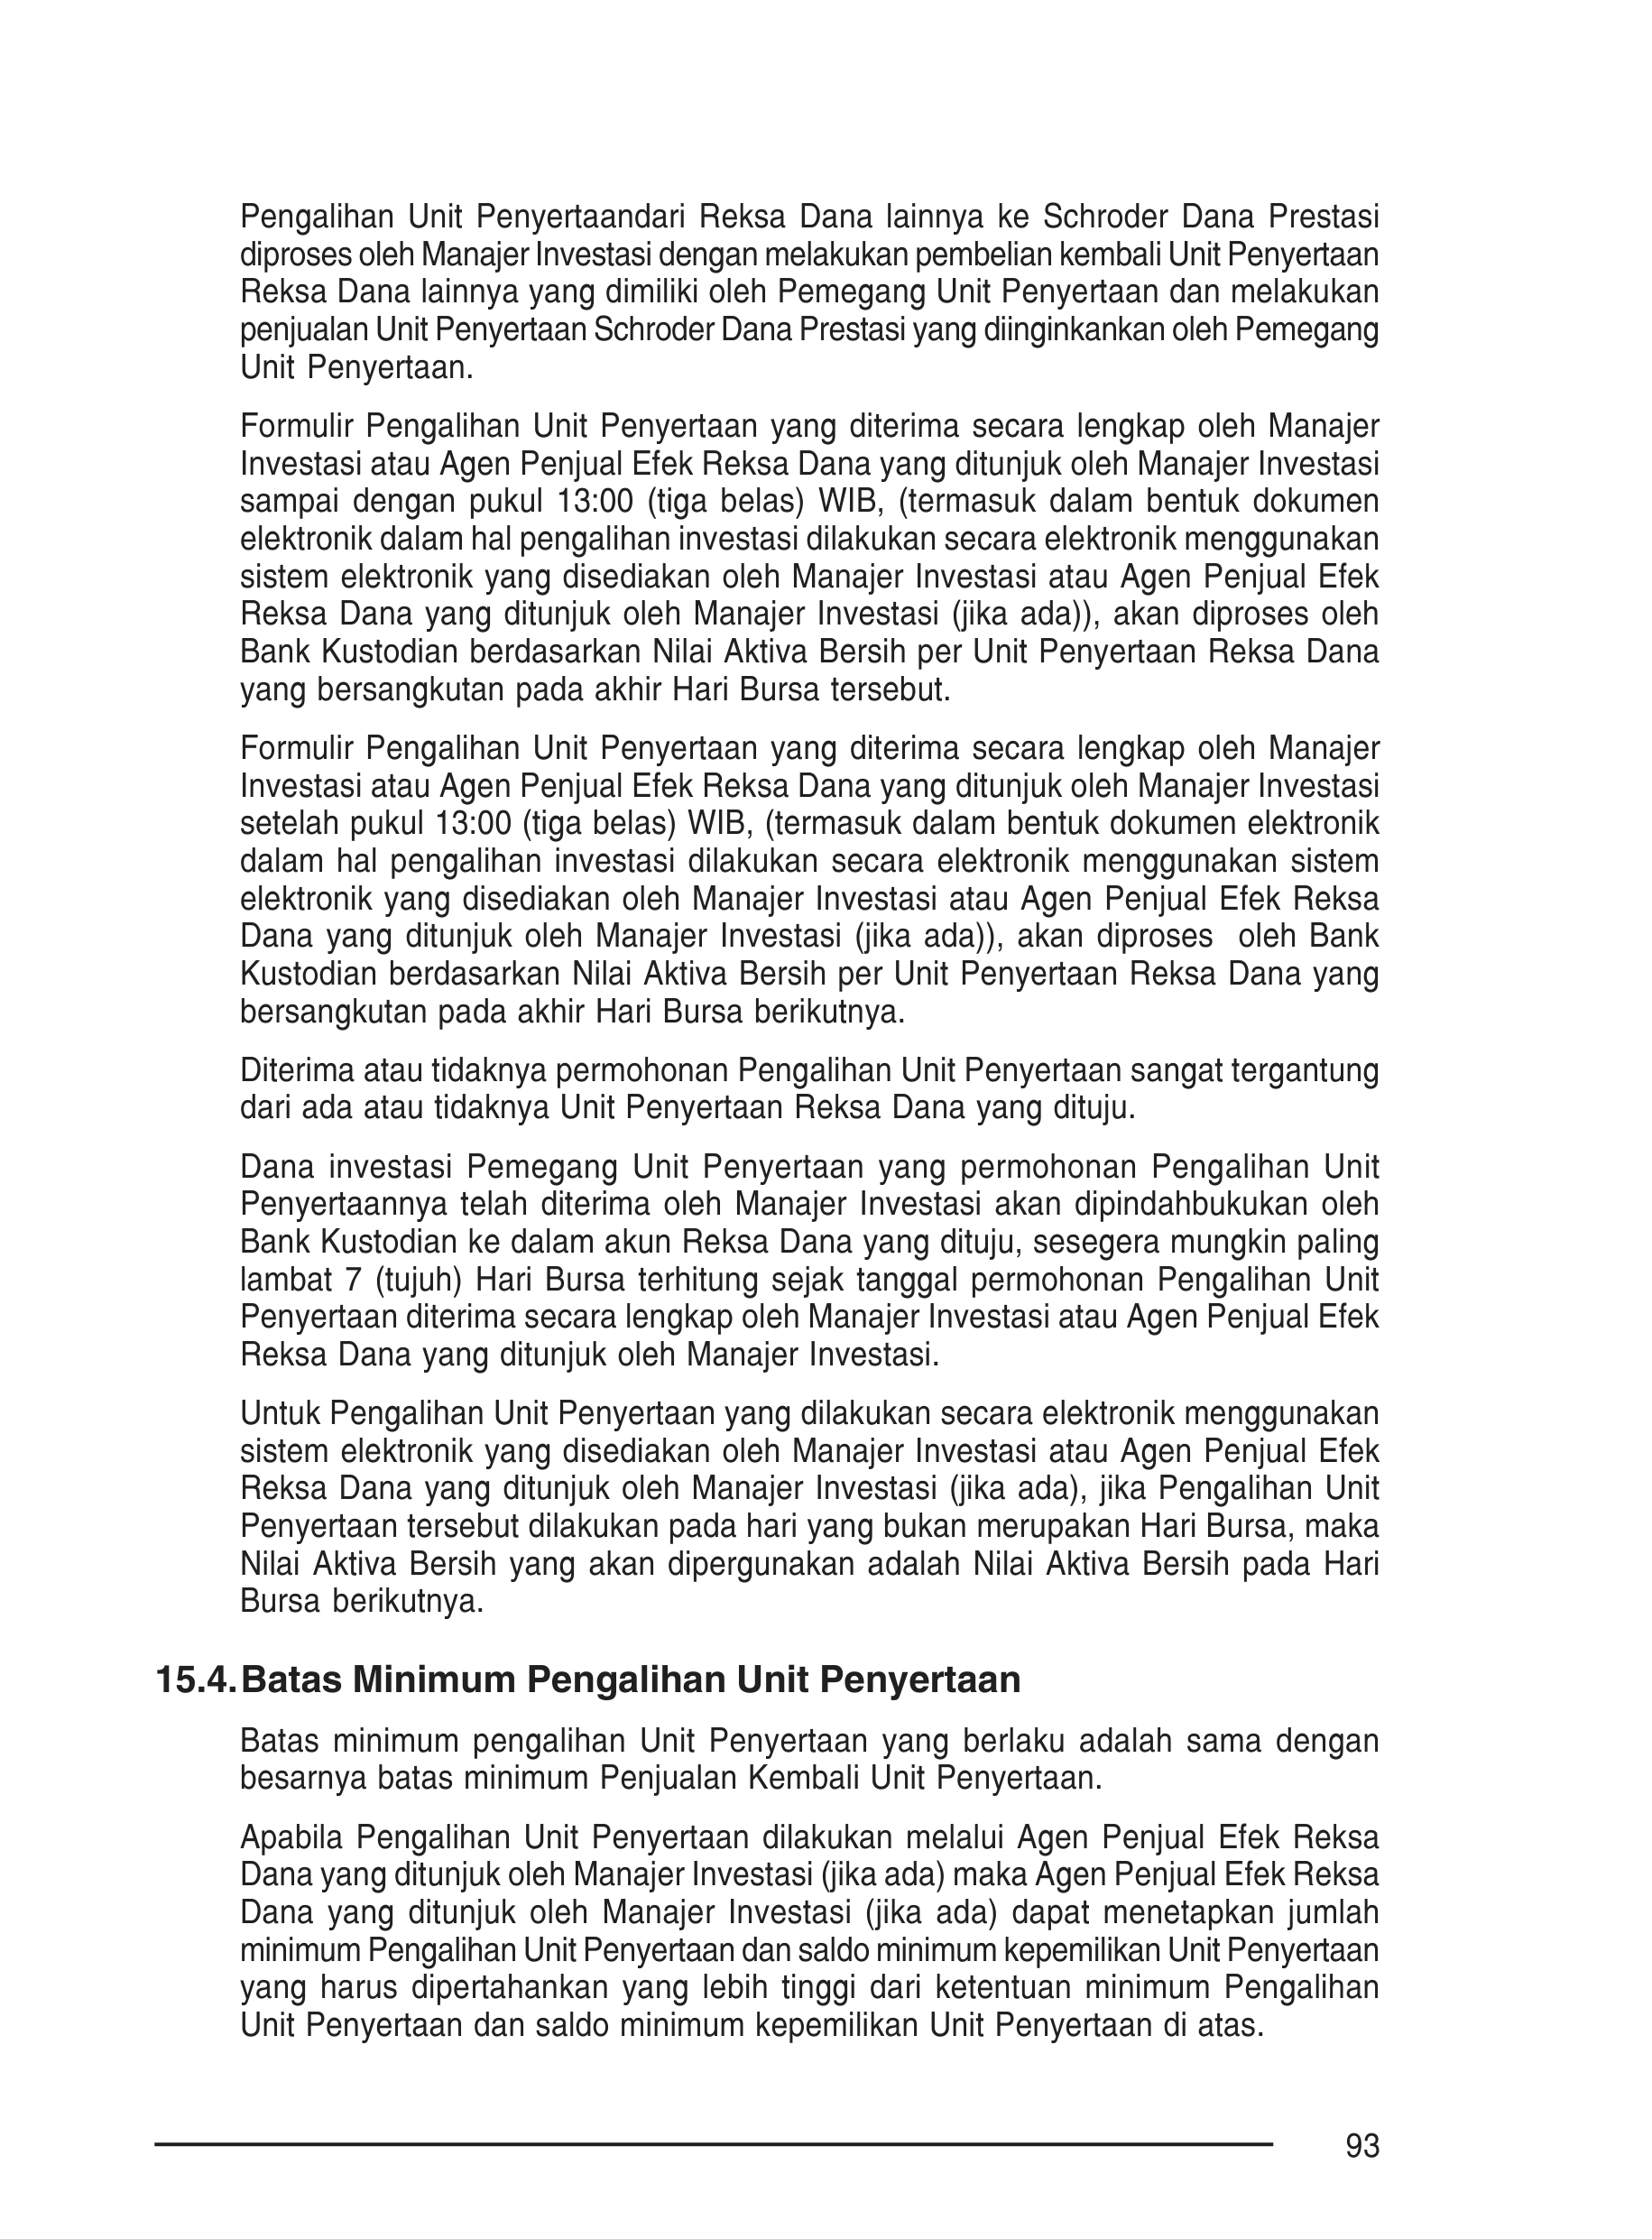 Pengalihan Unit Penyertaandari Reksa Dana lainnya ke Schroder Dana Prestasi
diproses oleh Manajer Investasi dengan melakukan pembelian kembali Unit Penyertaan
Reksa Dana lainnya yang dimiliki oleh Pemegang Unit Penyertaan dan melakukan
penjualan Unit Penyertaan Schroder Dana Prestasi yang diinginkankan oleh Pemegang
Unit Penyertaan.
Formulir Pengalihan Unit Penyertaan yang diterima secara lengkap oleh Manajer
Investasi atau Agen Penjual Efek Reksa Dana yang ditunjuk oleh Manajer Investasi
sampai dengan pukul 13:00 (tiga belas) WIB, (termasuk dalam bentuk dokumen
elektronik dalam hal pengalihan investasi dilakukan secara elektronik menggunakan
sistem elektronik yang disediakan oleh Manajer Investasi atau Agen Penjual Efek
Reksa Dana yang ditunjuk oleh Manajer Investasi (jika ada)), akan diproses oleh
Bank Kustodian berdasarkan Nilai Aktiva Bersih per Unit Penyertaan Reksa Dana
yang bersangkutan pada akhir Hari Bursa tersebut.
Formulir Pengalihan Unit Penyertaan yang diterima secara lengkap oleh Manajer
Investasi atau Agen Penjual Efek Reksa Dana yang ditunjuk oleh Manajer Investasi
setelah pukul 13:00 (tiga belas) WIB, (termasuk dalam bentuk dokumen elektronik
dalam hal pengalihan investasi dilakukan secara elektronik menggunakan sistem
elektronik yang disediakan oleh Manajer Investasi atau Agen Penjual Efek Reksa
Dana yang ditunjuk oleh Manajer Investasi (jika ada)), akan diproses  oleh Bank
Kustodian berdasarkan Nilai Aktiva Bersih per Unit Penyertaan Reksa Dana yang
bersangkutan pada akhir Hari Bursa berikutnya.
Diterima atau tidaknya permohonan Pengalihan Unit Penyertaan sangat tergantung
dari ada atau tidaknya Unit Penyertaan Reksa Dana yang dituju.
Dana investasi Pemegang Unit Penyertaan yang permohonan Pengalihan Unit
Penyertaannya telah diterima oleh Manajer Investasi akan dipindahbukukan oleh
Bank Kustodian ke dalam akun Reksa Dana yang dituju, sesegera mungkin paling
lambat 7 (tujuh) Hari Bursa terhitung sejak tanggal permohonan Pengalihan Unit
Penyertaan diterima secara lengkap oleh Manajer Investasi atau Agen Penjual Efek
Reksa Dana yang ditunjuk oleh Manajer Investasi.
Untuk Pengalihan Unit Penyertaan yang dilakukan secara elektronik menggunakan
sistem elektronik yang disediakan oleh Manajer Investasi atau Agen Penjual Efek
Reksa Dana yang ditunjuk oleh Manajer Investasi (jika ada), jika Pengalihan Unit
Penyertaan tersebut dilakukan pada hari yang bukan merupakan Hari Bursa, maka
Nilai Aktiva Bersih yang akan dipergunakan adalah Nilai Aktiva Bersih pada Hari
Bursa berikutnya.
15.4. Batas Minimum Pengalihan Unit Penyertaan
Batas minimum pengalihan Unit Penyertaan yang berlaku adalah sama dengan
besarnya batas minimum Penjualan Kembali Unit Penyertaan.
Apabila Pengalihan Unit Penyertaan dilakukan melalui Agen Penjual Efek Reksa
Dana yang ditunjuk oleh Manajer Investasi (jika ada) maka Agen Penjual Efek Reksa
Dana yang ditunjuk oleh Manajer Investasi (jika ada) dapat menetapkan jumlah
minimum Pengalihan Unit Penyertaan dan saldo minimum kepemilikan Unit Penyertaan
yang harus dipertahankan yang lebih tinggi dari ketentuan minimum Pengalihan
Unit Penyertaan dan saldo minimum kepemilikan Unit Penyertaan di atas.
93